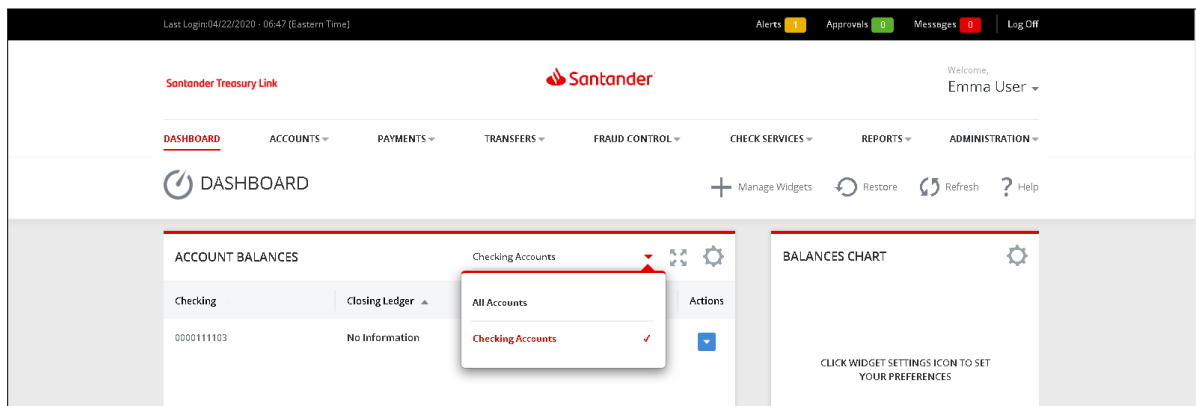 Last Login:04/22/2020 - 06:47 (Eastern Time) Alerts 1 Approvals 0 Messages 0 Log Off
Santander Treasury Link Santander Welcome,
Emma User
DASHBOARD ACCOUNTS PAYMENTS TRANSFERS FRAUD CONTROL CHECK SERVICES REPORTS ADMINISTRATION
DASHBOARD Manage Widgets Restore Refresh ? Help
ACCOUNT BALANCES Checking Accounts BALANCES CHART
Checking Closing Ledger All Accounts Actions
0000111103 No Information Checking Accounts
CLICK WIDGET SETTINGS ICON TO SET
YOUR PREFERENCES